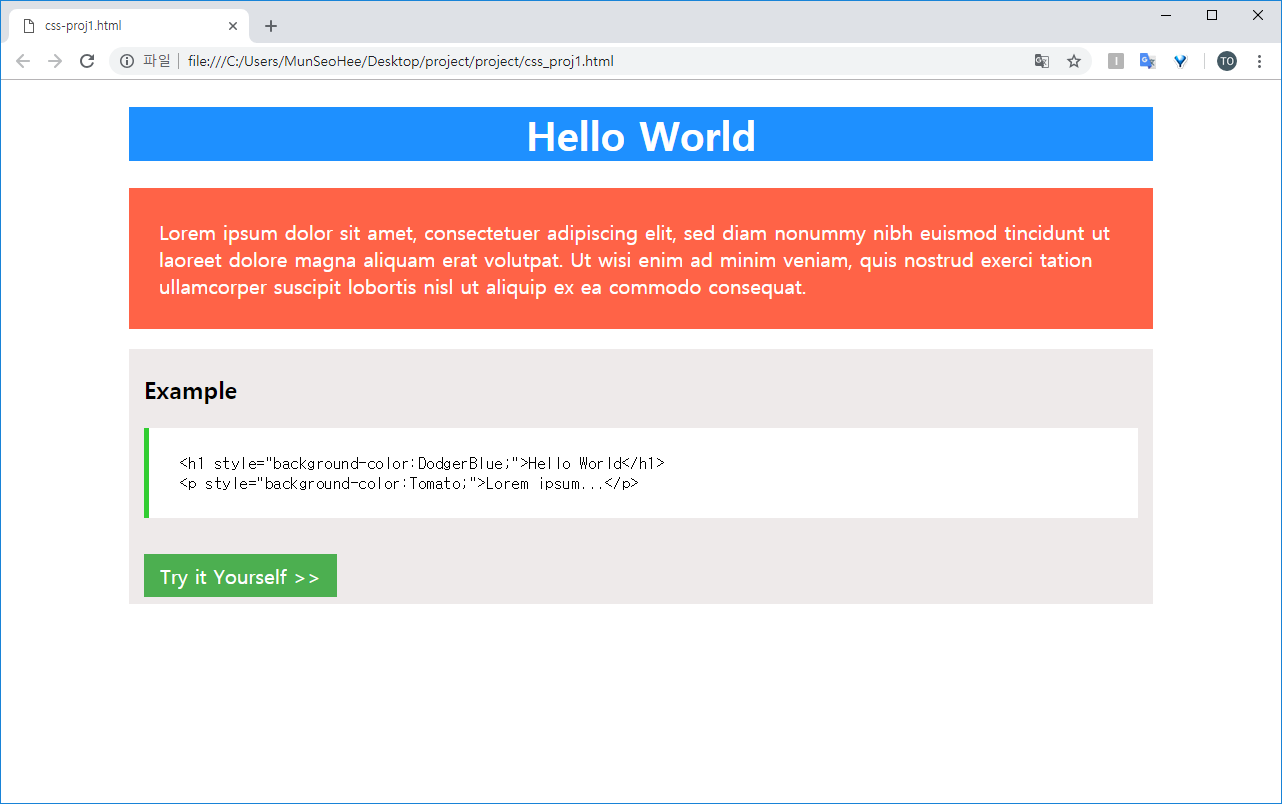 css-proj1.html
파일 file:///C:/Users/MunSeoHee/Desktop/project/project/css_proj1.html
TO
Hello World
Lorem ipsum dolor sit amet, consectetuer adipiscing elit, sed diam nonummy nibh euismod tincidunt ut
laoreet dolore magna aliquam erat volutpat. Ut wisi enim ad minim veniam, quis nostrud exerci tation
ullamcorper suscipit lobortis nisl ut aliquip ex ea commodo consequat.
Example
<h1 style="background-color:DodgerBlue;">Hello World</h1>
<p style="background-color:Tomato;">Lorem ipsum...</p>
Try it Yourself >>